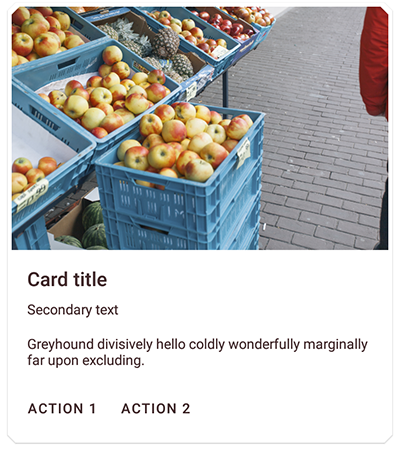 Card title
Secondary text
Greyhound divisively hello coldly wonderfully marginally
far upon excluding.
ACTION 1 ACTION 2